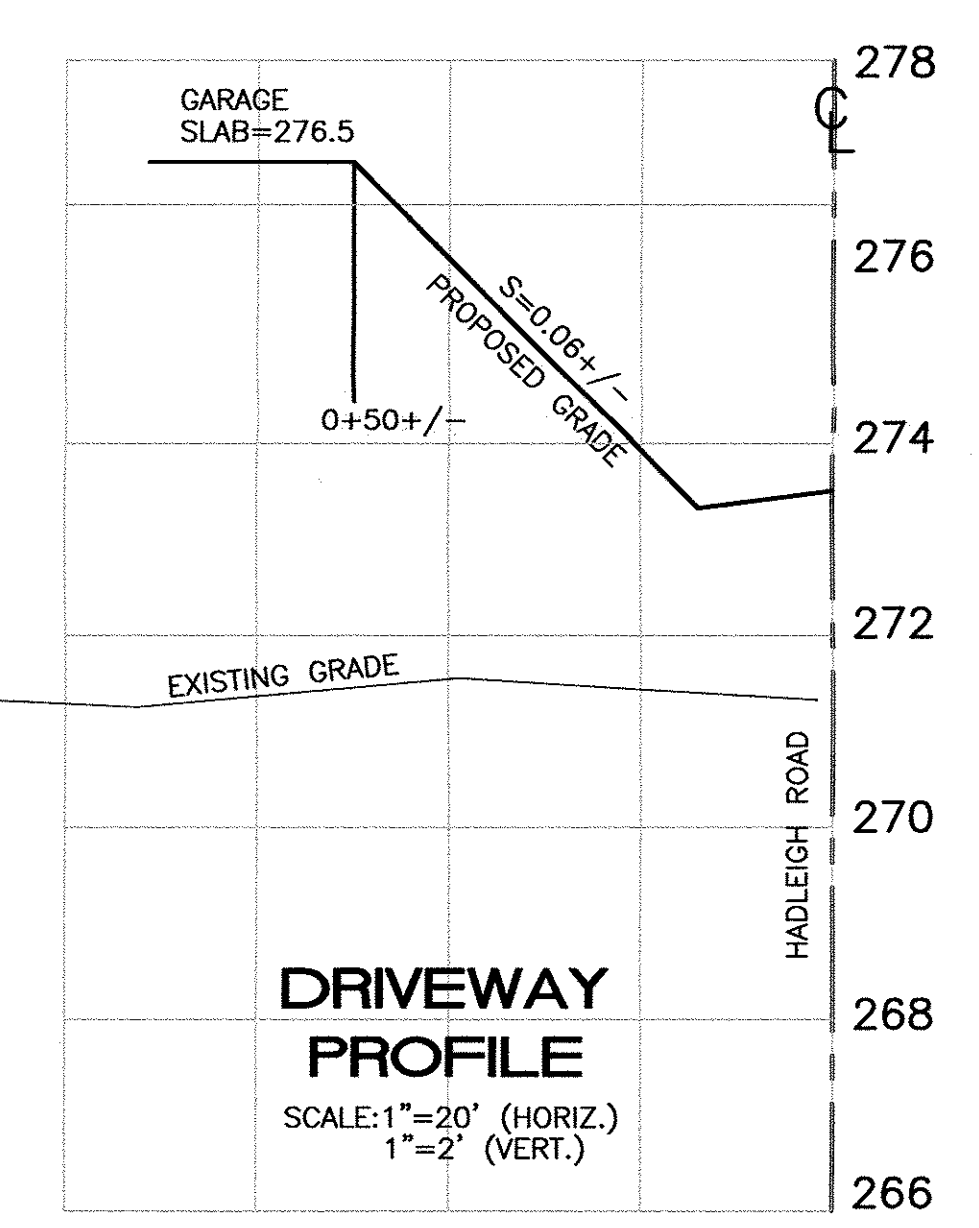 278
GARAGE
SLAB=276.5
℄
276
S=0.06+/-
PROPOSED GRADE
0+50+/-
274
272
EXISTING GRADE
HADLEIGH ROAD
270
DRIVEWAY
PROFILE
268
SCALE:1"=20' (HORIZ.)
1"=2' (VERT.)
266